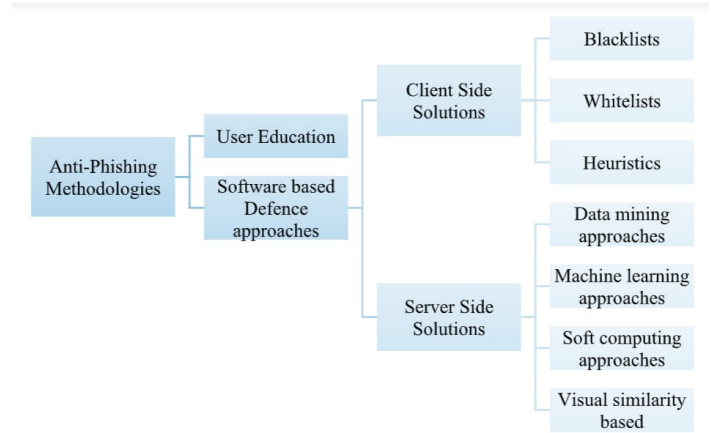 Anti-Phishing
Methodologies
User Education
Software based
Defence
approaches
Client Side
Solutions
Blacklists
Whitelists
Heuristics
Server Side
Solutions
Data mining
approaches
Machine learning
approaches
Soft computing
approaches
Visual similarity
based